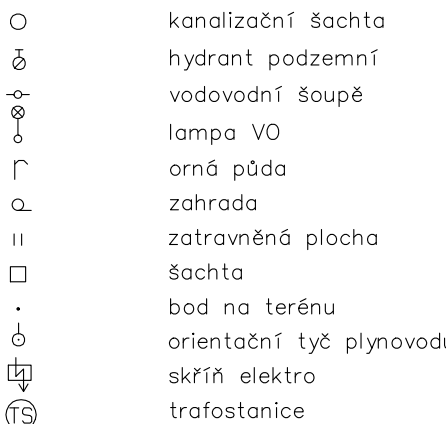 kanalizační šachta
hydrant podzemní
vodovodní šoupě
lampa VO
orná půda
zahrada
zatravněná plocha
šachta
bod na terénu
orientační tyč plynovodu
skříň elektro
TS trafostanice